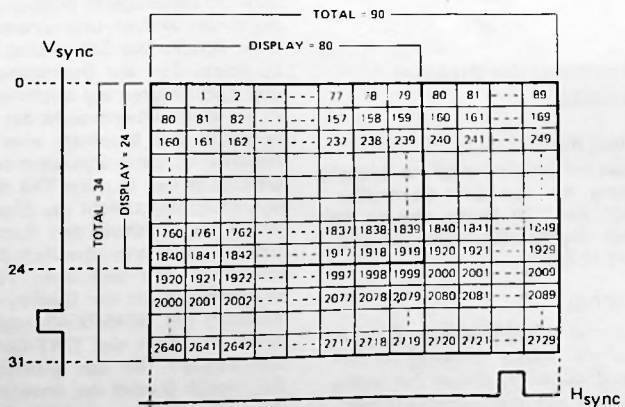 TOTAL = 90
DISPLAY = 80
Vsync
0
TOTAL = 34
DISPLAY = 24
0 1 2 - - - - 77 78 79 80 81 - - - 89
80 81 82 - - - - 157 158 159 160 161 - - - 169
160 161 162 - - - - 237 238 239 240 241 - - - 249
1760 1761 1762 - - - - 1837 1838 1839 1840 1841 - - - 1849
1840 1841 1842 - - - - 1917 1918 1919 1920 1921 - - - 1929
24
1920 1921 1922 - - - - 1997 1998 1999 2000 2001 - - - 2009
2000 2001 2002 - - - - 2077 2078 2079 2080 2081 - - - 2089
31
2640 2641 2642 - - - - 2717 2718 2719 2720 2721 - - - 2729
Hsync